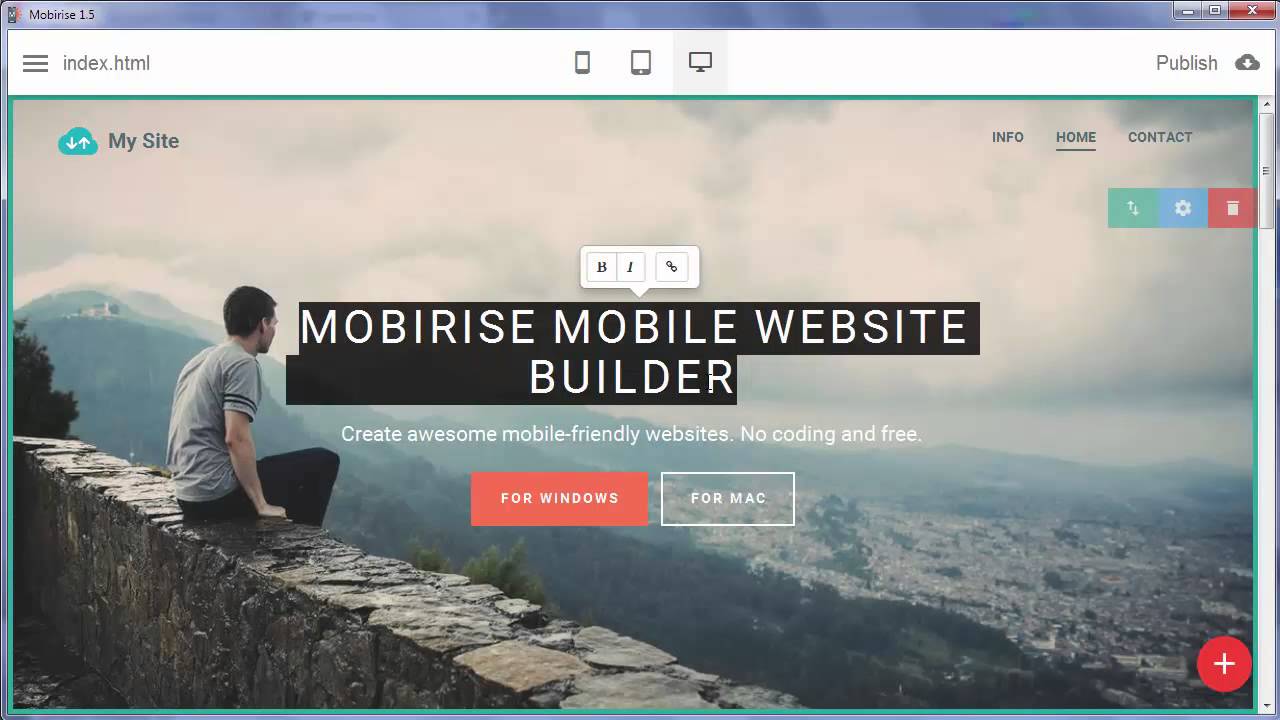 Mobirise 1.5
index.html
Publish
My Site
INFO HOME CONTACT
B I
MOBIRISE MOBILE WEBSITE
BUILDER
Create awesome mobile-friendly websites. No coding and free.
FOR WINDOWS FOR MAC